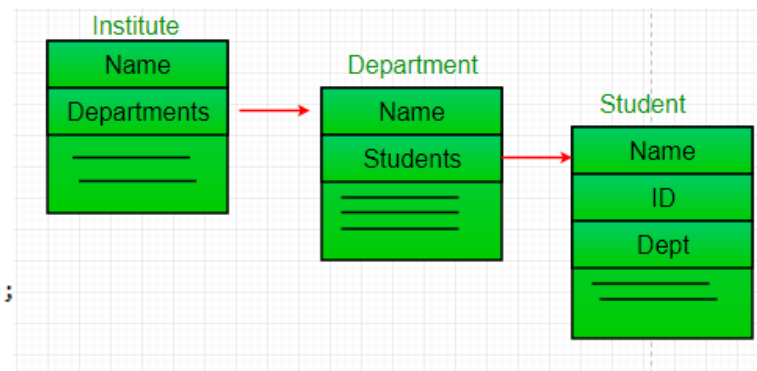 Institute
Name
Departments
Department
Name
Students
Student
Name
ID
Dept
;